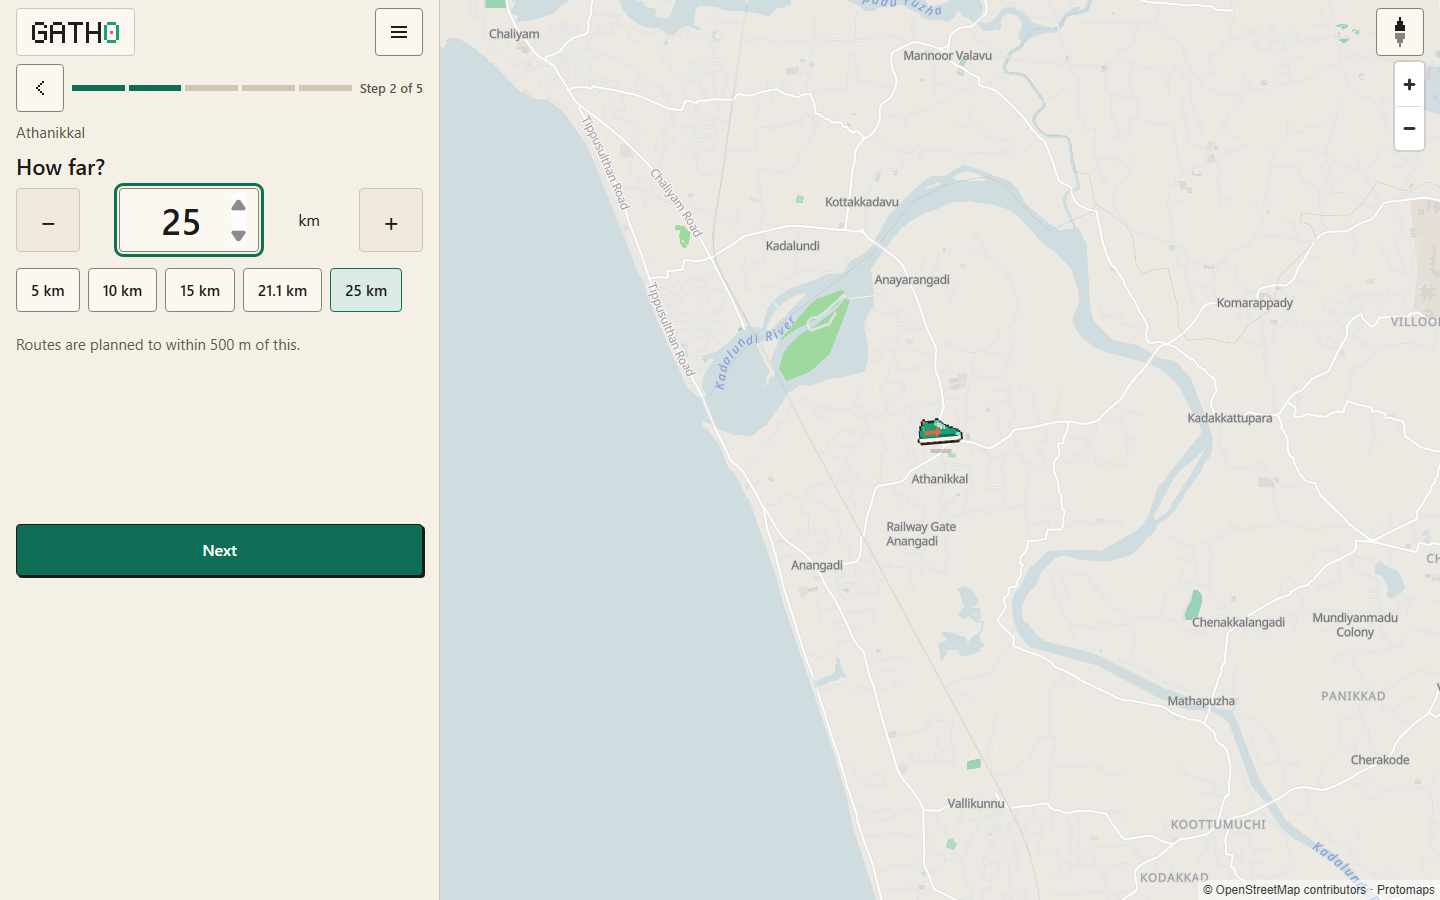 GATHO
Step 2 of 5
Athanikkal
How far?
−
25
km
+
5 km
10 km
15 km
21.1 km
25 km
Routes are planned to within 500 m of this.
Next
Chaliyam
Mannoor Valavu
Tippusulthan Road
Chaliyam Road
Kottakkadavu
Kadalundi
Anayarangadi
Komarappady
Tippusulthan Road
Kadalundi River
Kadakkattupara
Athanikkal
Railway Gate
Anangadi
Anangadi
Chenakkalangadi
Mundiyanmadu
Colony
Mathapuzha
PANIKKAD
Cherakode
Vallikunnu
KOOTTUMUCHI
KODAKKAD
+
−
© OpenStreetMap contributors · Protomaps